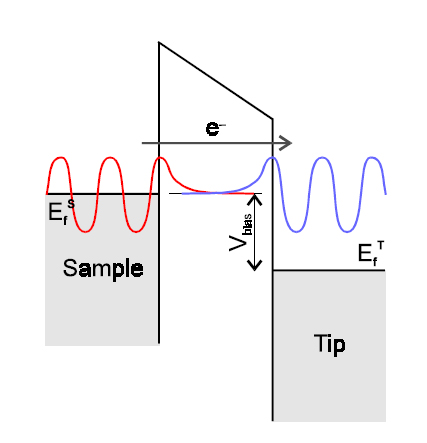 e⁻
E_f^S
V_bias
Sample
E_f^T
Tip